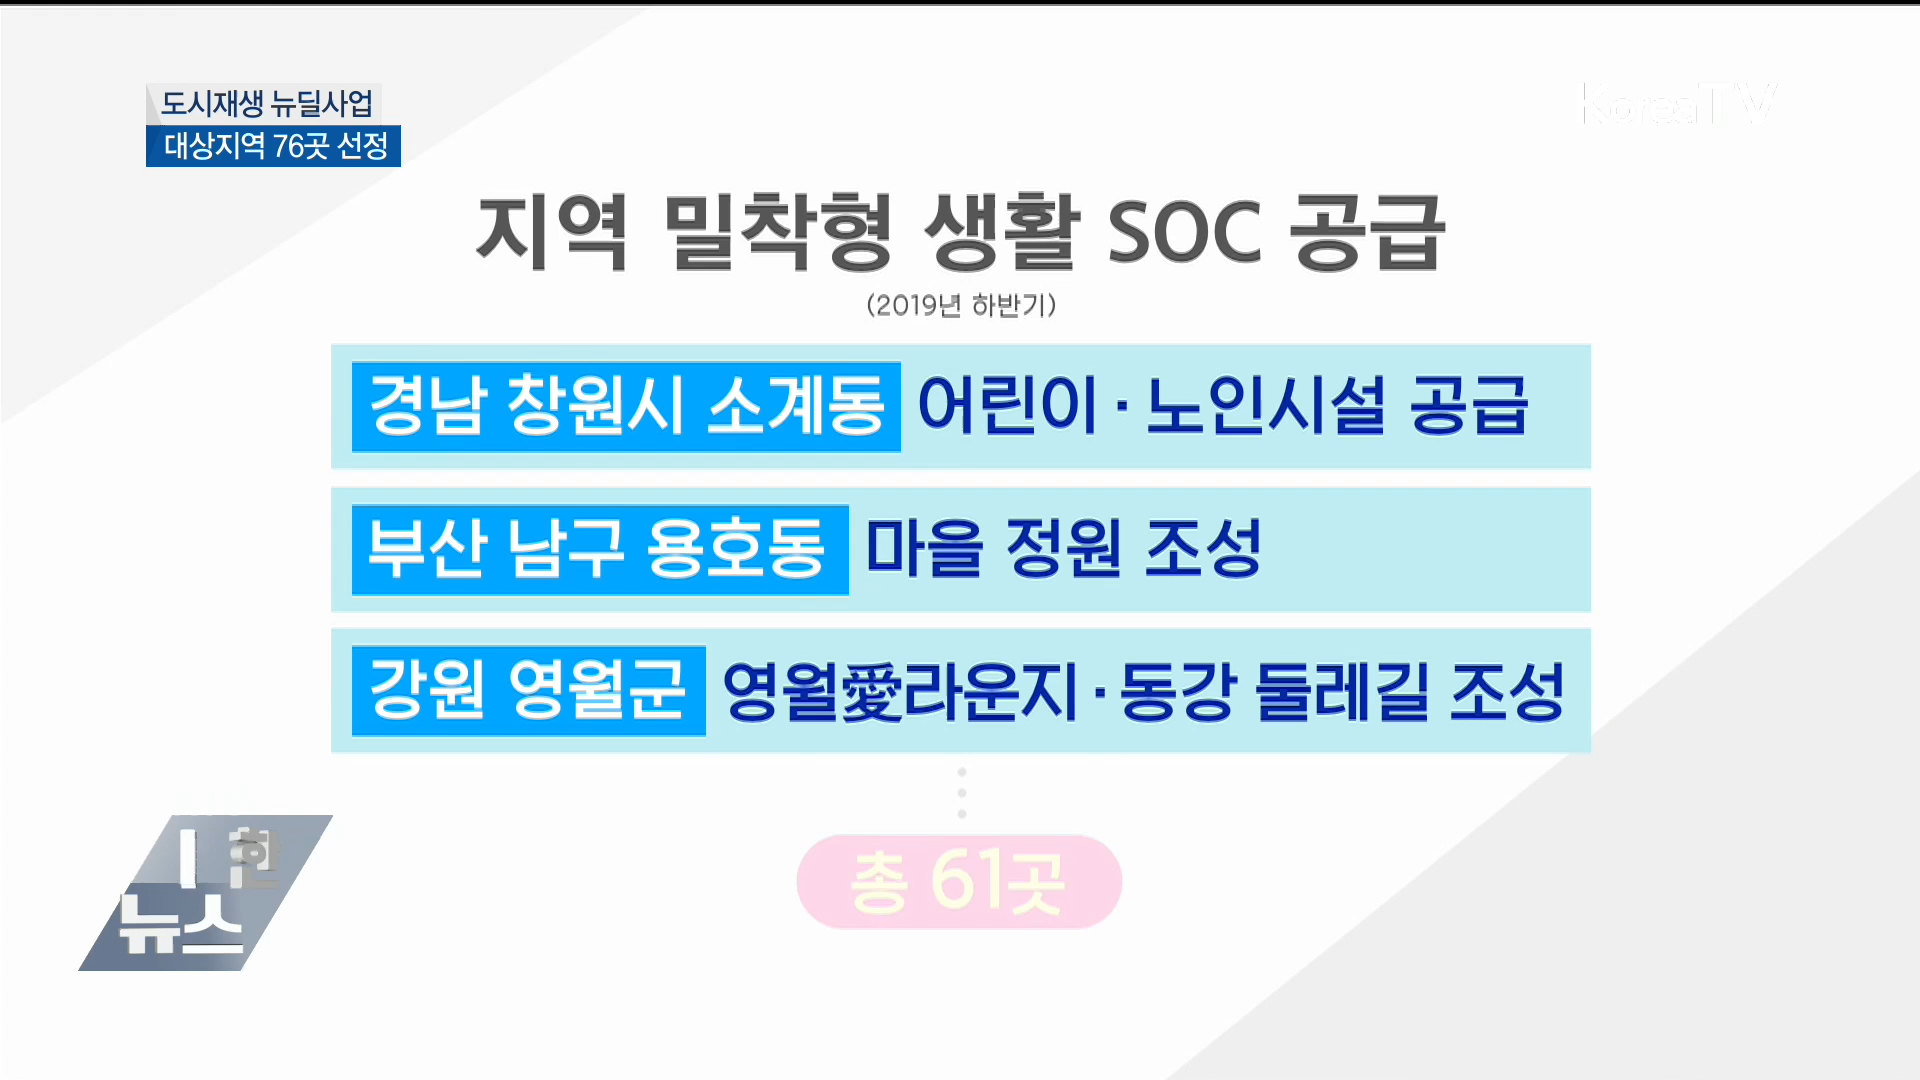 도시재생 뉴딜사업
대상지역 76곳 선정
KoreaTV
지역 밀착형 생활 SOC 공급
(2019년 하반기)
경남 창원시 소계동 어린이·노인시설 공급
부산 남구 용호동 마을 정원 조성
강원 영월군 영월愛라운지·동강 둘레길 조성
총 61곳
뉴스